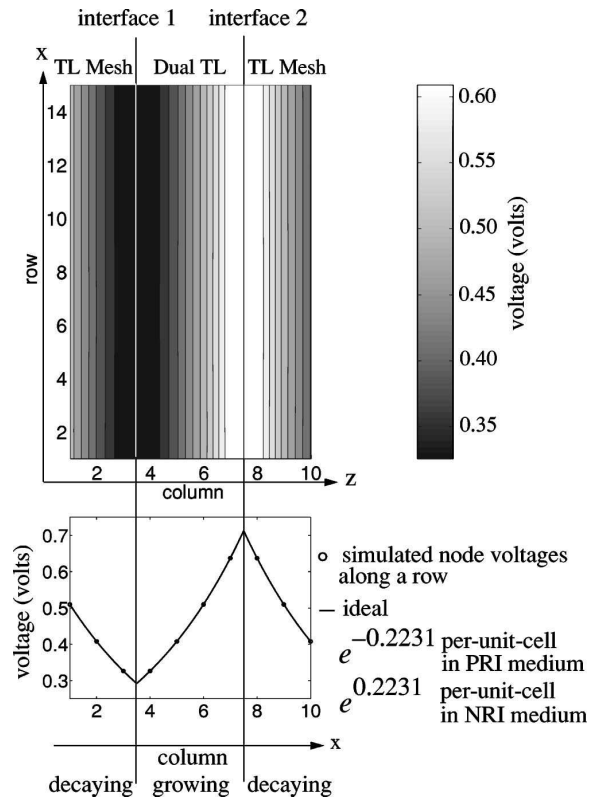 interface 1 interface 2
x
TL Mesh Dual TL TL Mesh
14
12
10
8
6
4
2
row
2 4 6 8 10
column
z
0.60
0.55
0.50
0.45
0.40
0.35
voltage (volts)
0.7
0.6
0.5
0.4
0.3
voltage (volts)
2 4 6 8 10
simulated node voltages
along a row
ideal
e^-0.2231 per-unit-cell
in PRI medium
e^0.2231 per-unit-cell
in NRI medium
column
x
decaying growing decaying